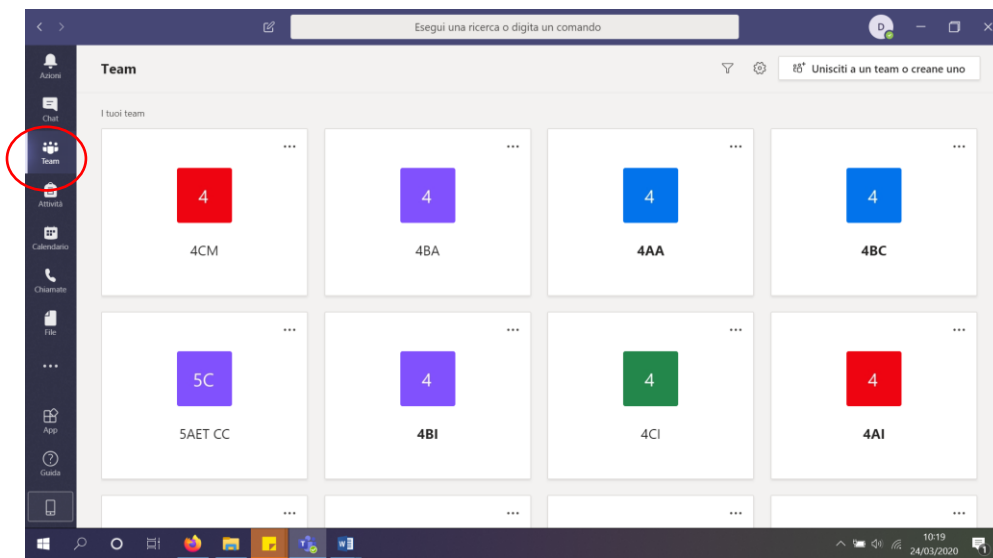 Esegui una ricerca o digita un comando
D
Azioni
Chat
Team
Attività
Calendario
Chiamate
File
App
Guida
Team
Unisciti a un team o creane uno
I tuoi team
4
4CM
4
4BA
4
4AA
4
4BC
5C
5AET CC
4
4BI
4
4CI
4
4AI
10:19
24/03/2020